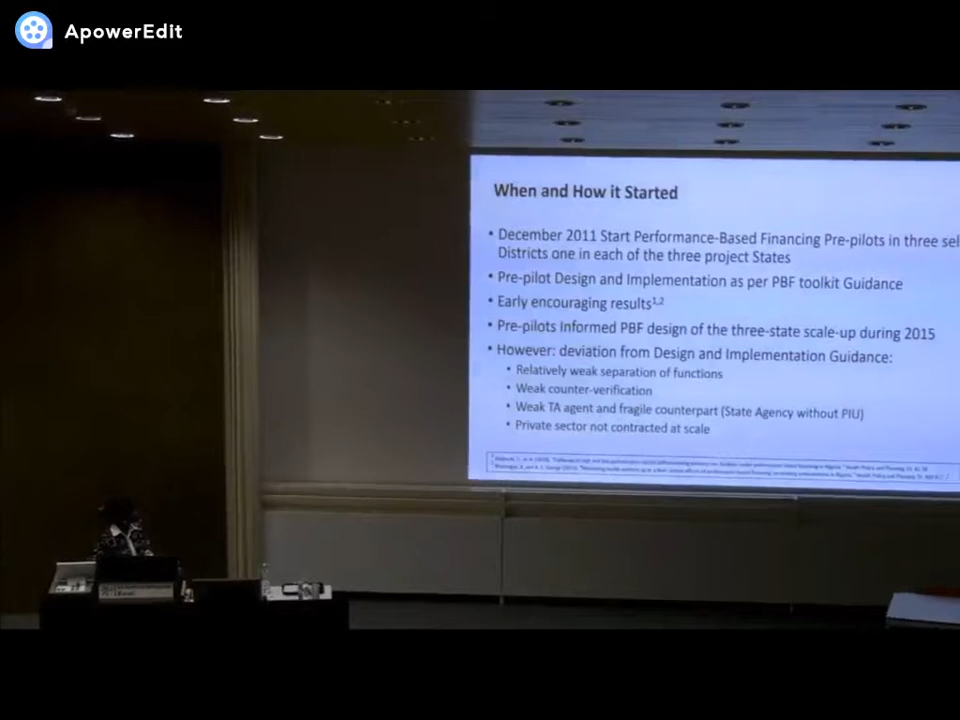 ApowerEdit
When and How it Started
• December 2011 Start Performance-Based Financing Pre-pilots in three sel
Districts one in each of the three project States
• Pre-pilot Design and Implementation as per PBF toolkit Guidance
• Early encouraging results1,2
• Pre-pilots Informed PBF design of the three-state scale-up during 2015
• However: deviation from Design and Implementation Guidance:
• Relatively weak separation of functions
• Weak counter-verification
• Weak TA agent and fragile counterpart (State Agency without PIU)
• Private sector not contracted at scale